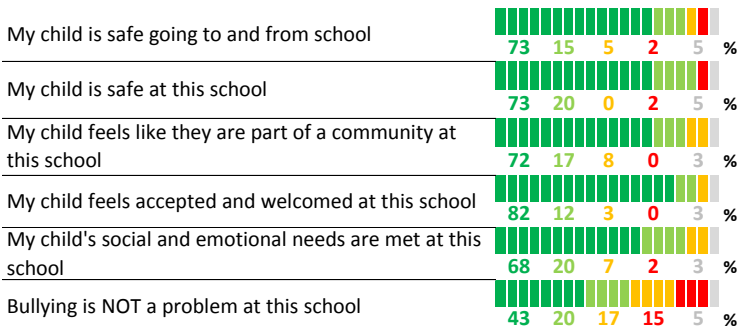 My child is safe going to and from school
73 15 5 2 5 %
My child is safe at this school
73 20 0 2 5 %
My child feels like they are part of a community at
this school
72 17 8 0 3 %
My child feels accepted and welcomed at this school
82 12 3 0 3 %
My child's social and emotional needs are met at this
school
68 20 7 2 3 %
Bullying is NOT a problem at this school
43 20 17 15 5 %